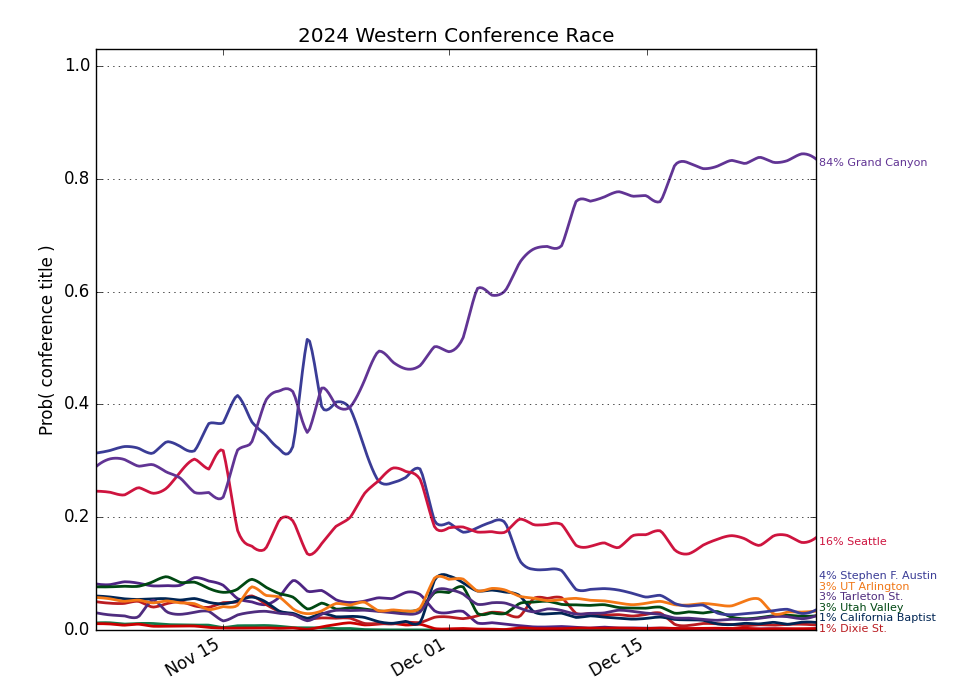 2024 Western Conference Race
Prob( conference title )
1.0
0.8
0.6
0.4
0.2
0.0
Nov 15
Dec 01
Dec 15
84% Grand Canyon
16% Seattle
4% Stephen F. Austin
3% UT Arlington
3% Tarleton St.
3% Utah Valley
1% California Baptist
1% Dixie St.